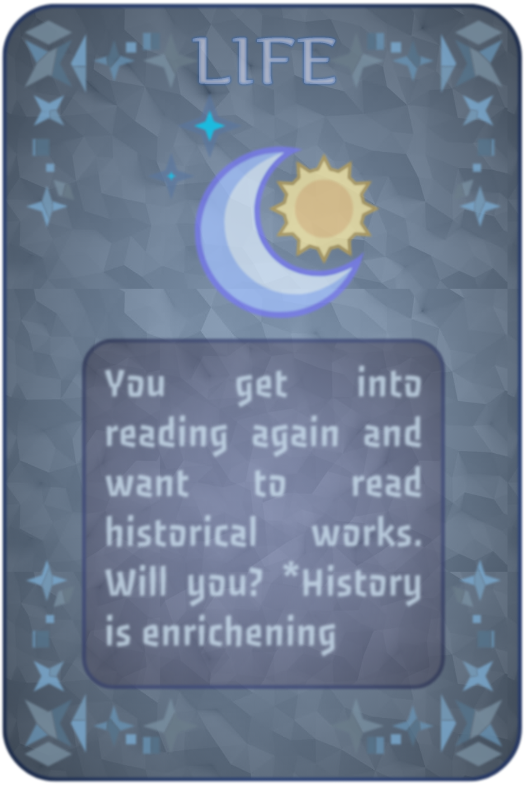 LIFE
You get into
reading again and
want to read
historical works.
Will you? *History
is enrichening